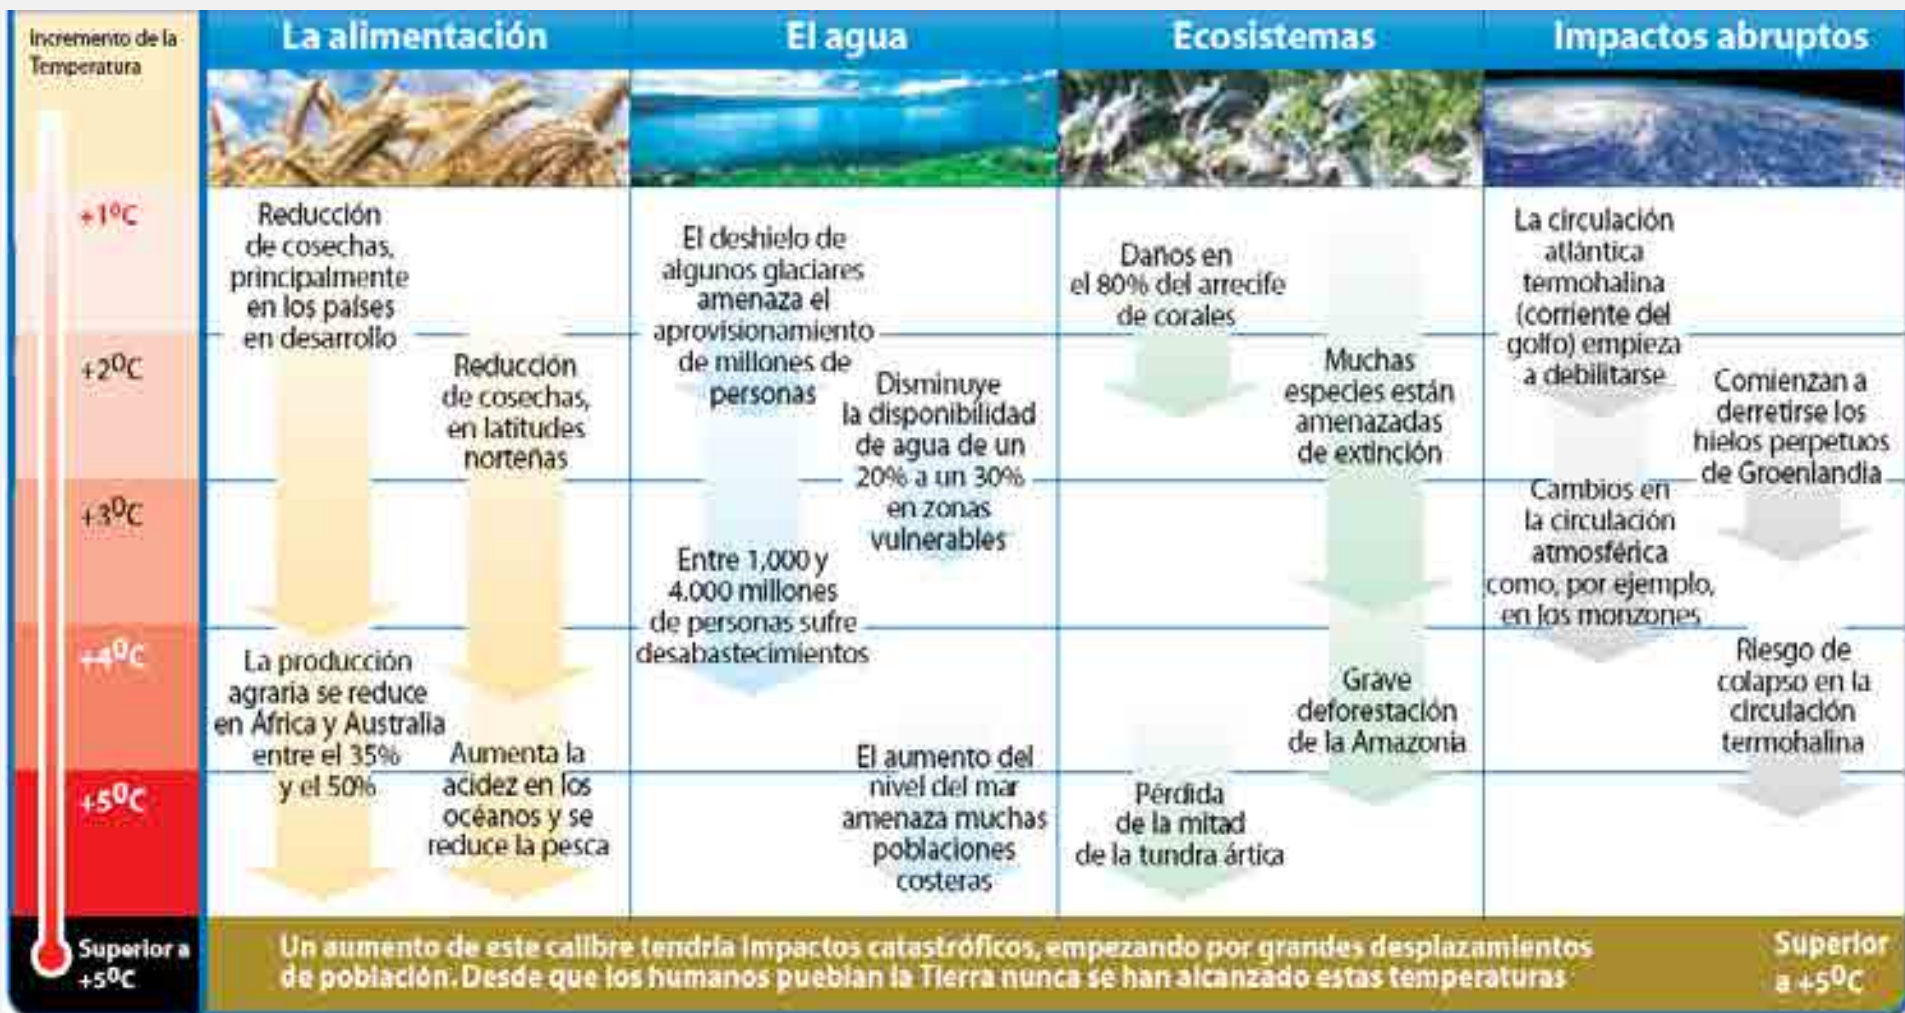 Incremento de la
Temperatura
La alimentación
El agua
Ecosistemas
Impactos abruptos
+1ºC
+2ºC
+3ºC
+4ºC
+5ºC
Superior a
+5ºC
Reducción
de cosechas,
principalmente
en los países
en desarrollo
Reducción
de cosechas,
en latitudes
norteñas
La producción
agraria se reduce
en África y Australia
entre el 35%
y el 50%
Aumenta la
acidez en los
océanos y se
reduce la pesca
El deshielo de
algunos glaciares
amenaza el
aprovisionamiento
de millones de
personas
Disminuye
la disponibilidad
de agua de un
20% a un 30%
en zonas
vulnerables
Entre 1,000 y
4.000 millones
de personas sufre
desabastecimientos
El aumento del
nivel del mar
amenaza muchas
poblaciones
costeras
Daños en
el 80% del arrecife
de corales
Muchas
especies están
amenazadas
de extinción
Grave
deforestación
de la Amazonia
Pérdida
de la mitad
de la tundra ártica
La circulación
atlántica
termohalina
(corriente del
golfo) empieza
a debilitarse
Comienzan a
derretirse los
hielos perpetuos
de Groenlandia
Cambios en
la circulación
atmosférica
como, por ejemplo,
en los monzones
Riesgo de
colapso en la
circulación
termohalina
Un aumento de este calibre tendría impactos catastróficos, empezando por grandes desplazamientos
de población. Desde que los humanos pueblan la Tierra nunca se han alcanzado estas temperaturas
Superior
a +5ºC